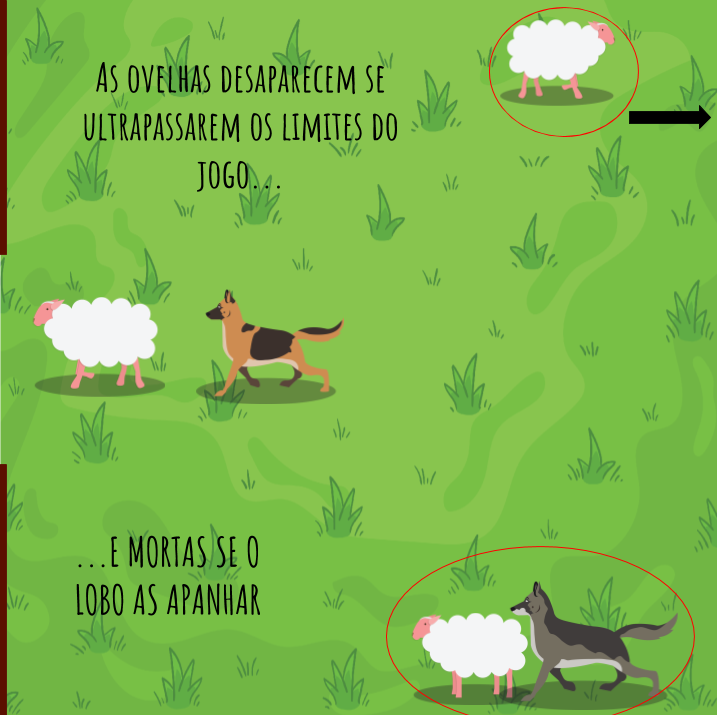 As ovelhas desaparecem se
ultrapassarem os limites do
jogo...
...e mortas se o
lobo as apanhar